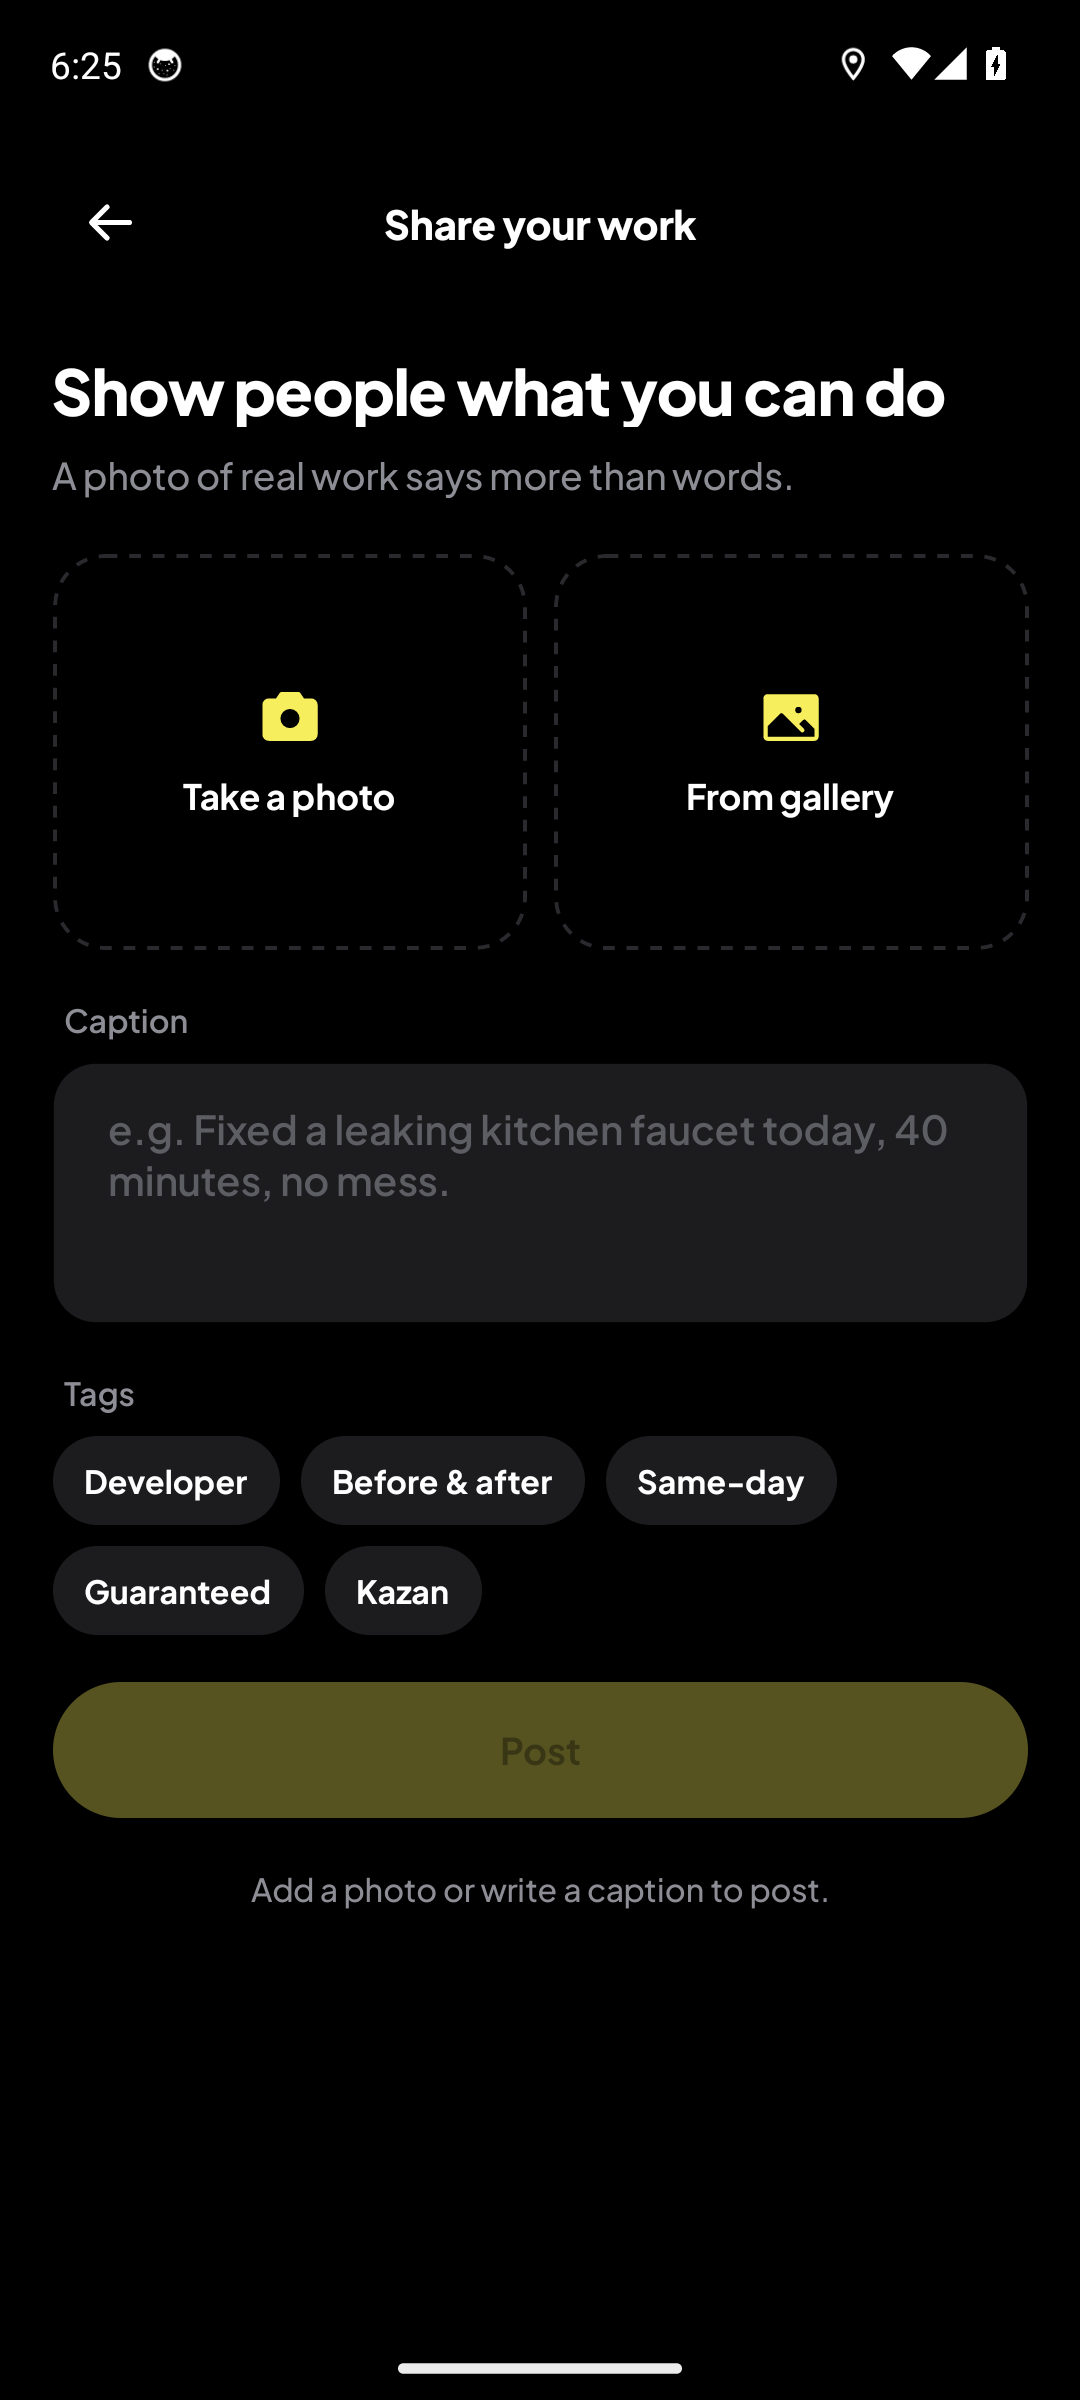 6:25
Share your work
Show people what you can do
A photo of real work says more than words.
Take a photo
From gallery
Caption
e.g. Fixed a leaking kitchen faucet today, 40
minutes, no mess.
Tags
Developer
Before & after
Same-day
Guaranteed
Kazan
Post
Add a photo or write a caption to post.